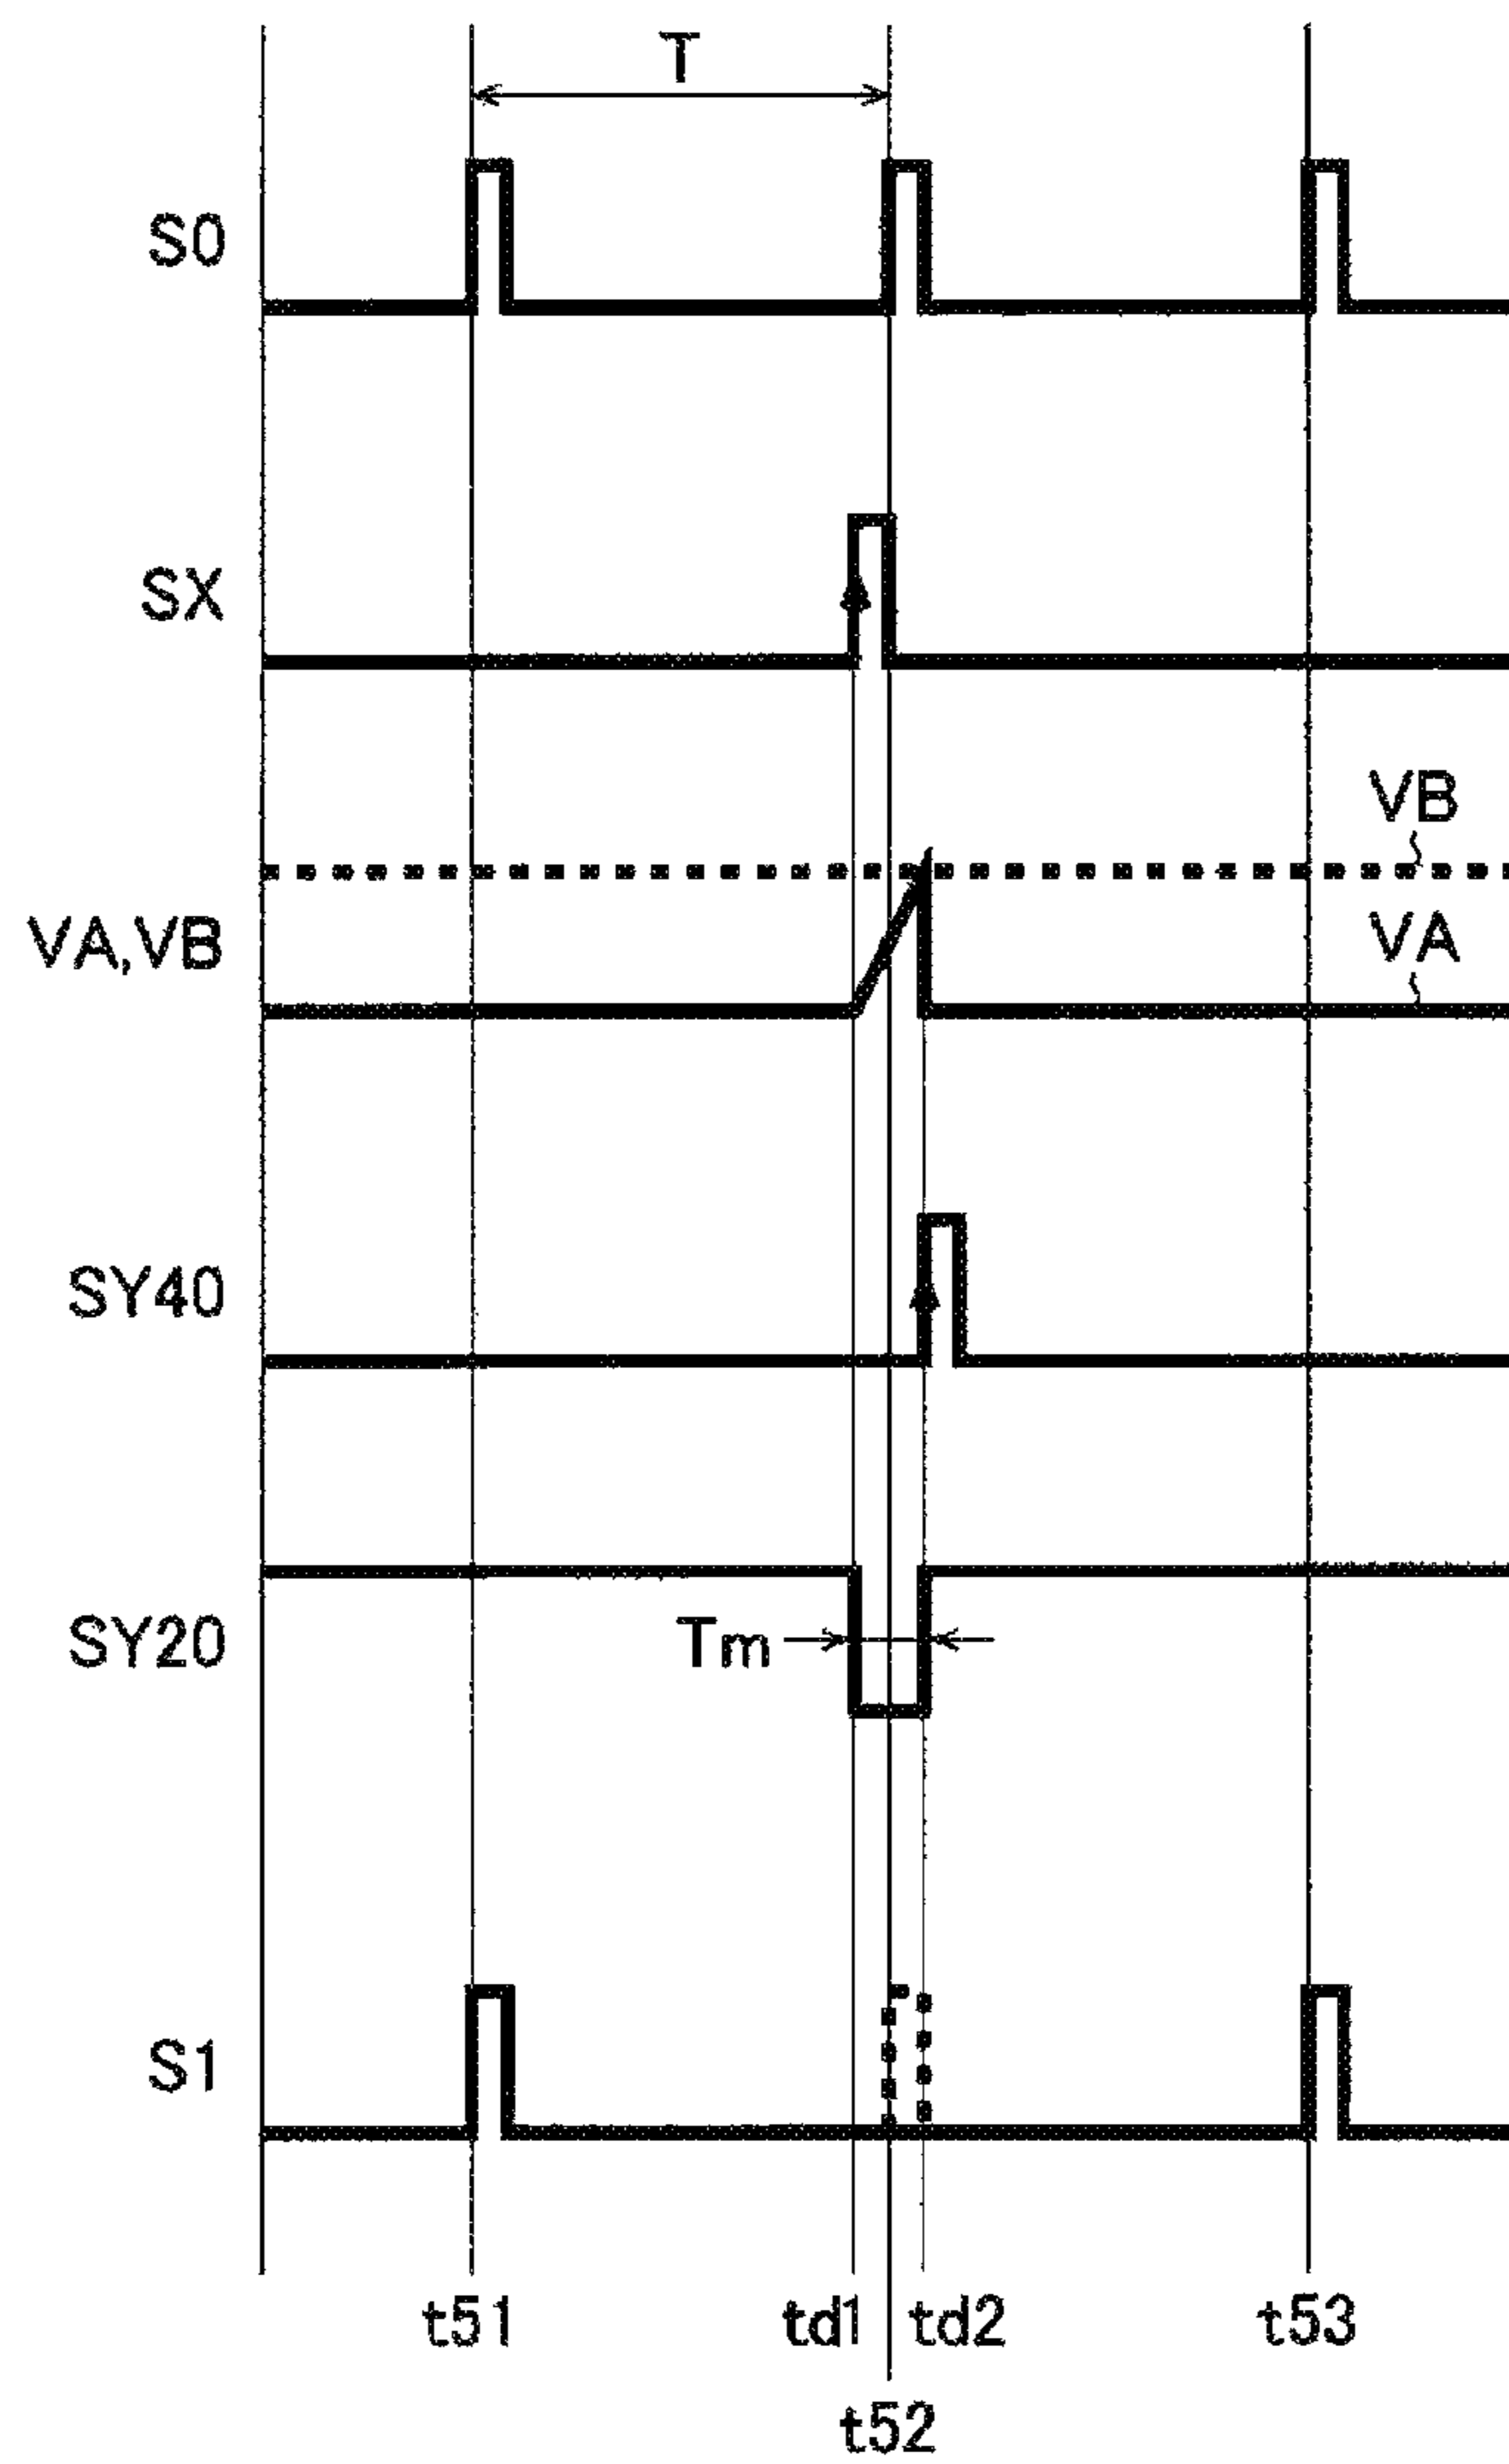 T
S0
SX
VB
VA,VB
VA
SY40
SY20
Tm
S1
t51
td1
td2
t53
t52